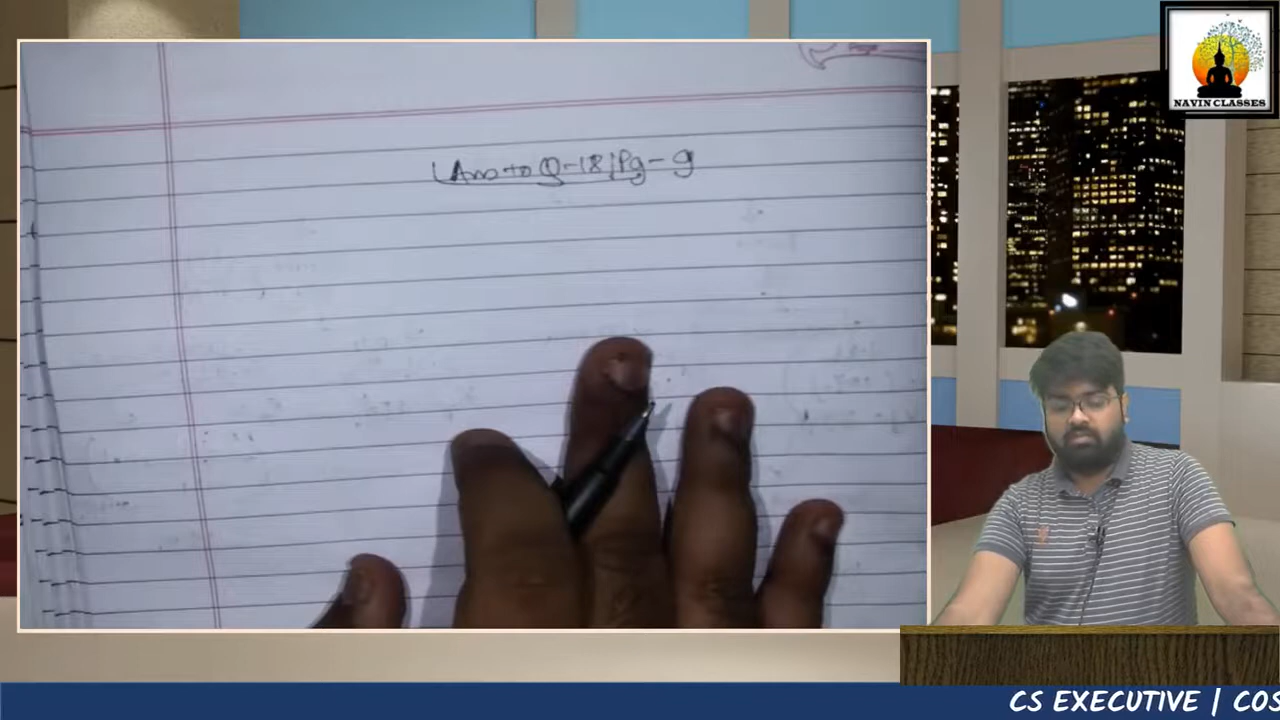 NAVIN CLASSES
Ans to Q-18/Pg-9
CS EXECUTIVE | COS